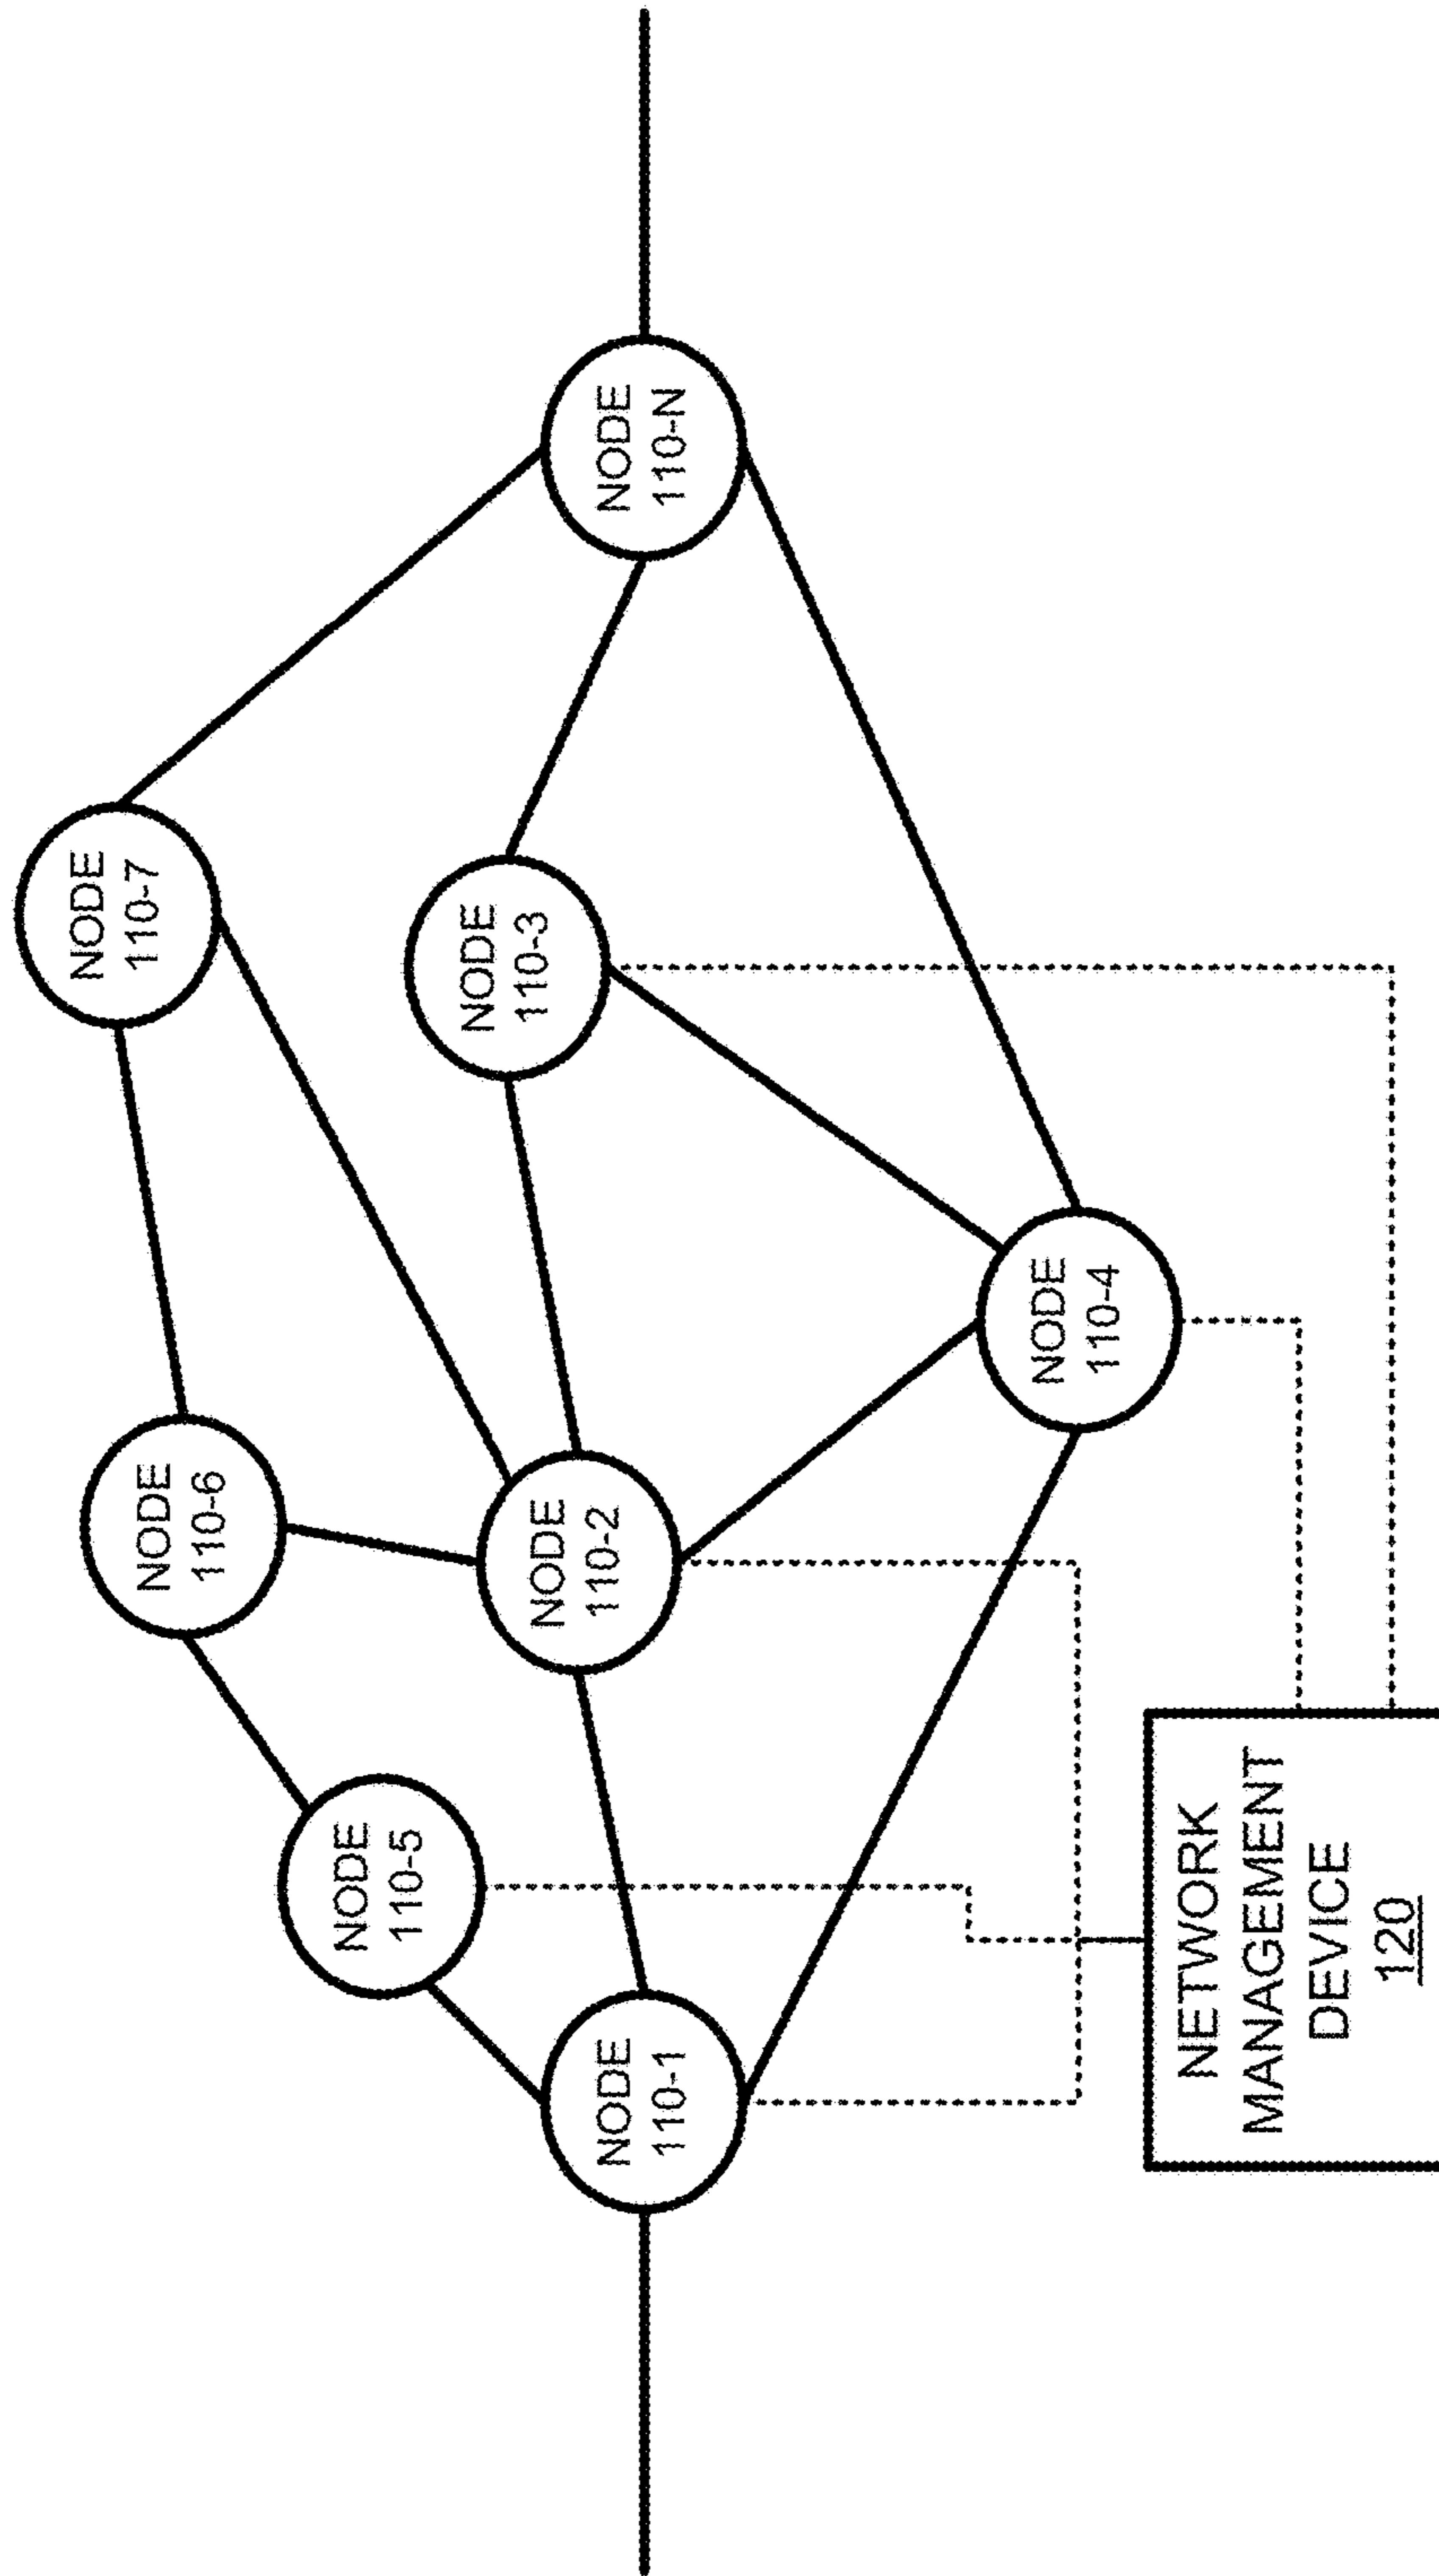 NODE
110-7
NODE
110-6
NODE
110-5
NODE
110-3
NODE
110-2
NODE
110-1
NODE
110-N
NODE
110-4
NETWORK
MANAGEMENT
DEVICE
120